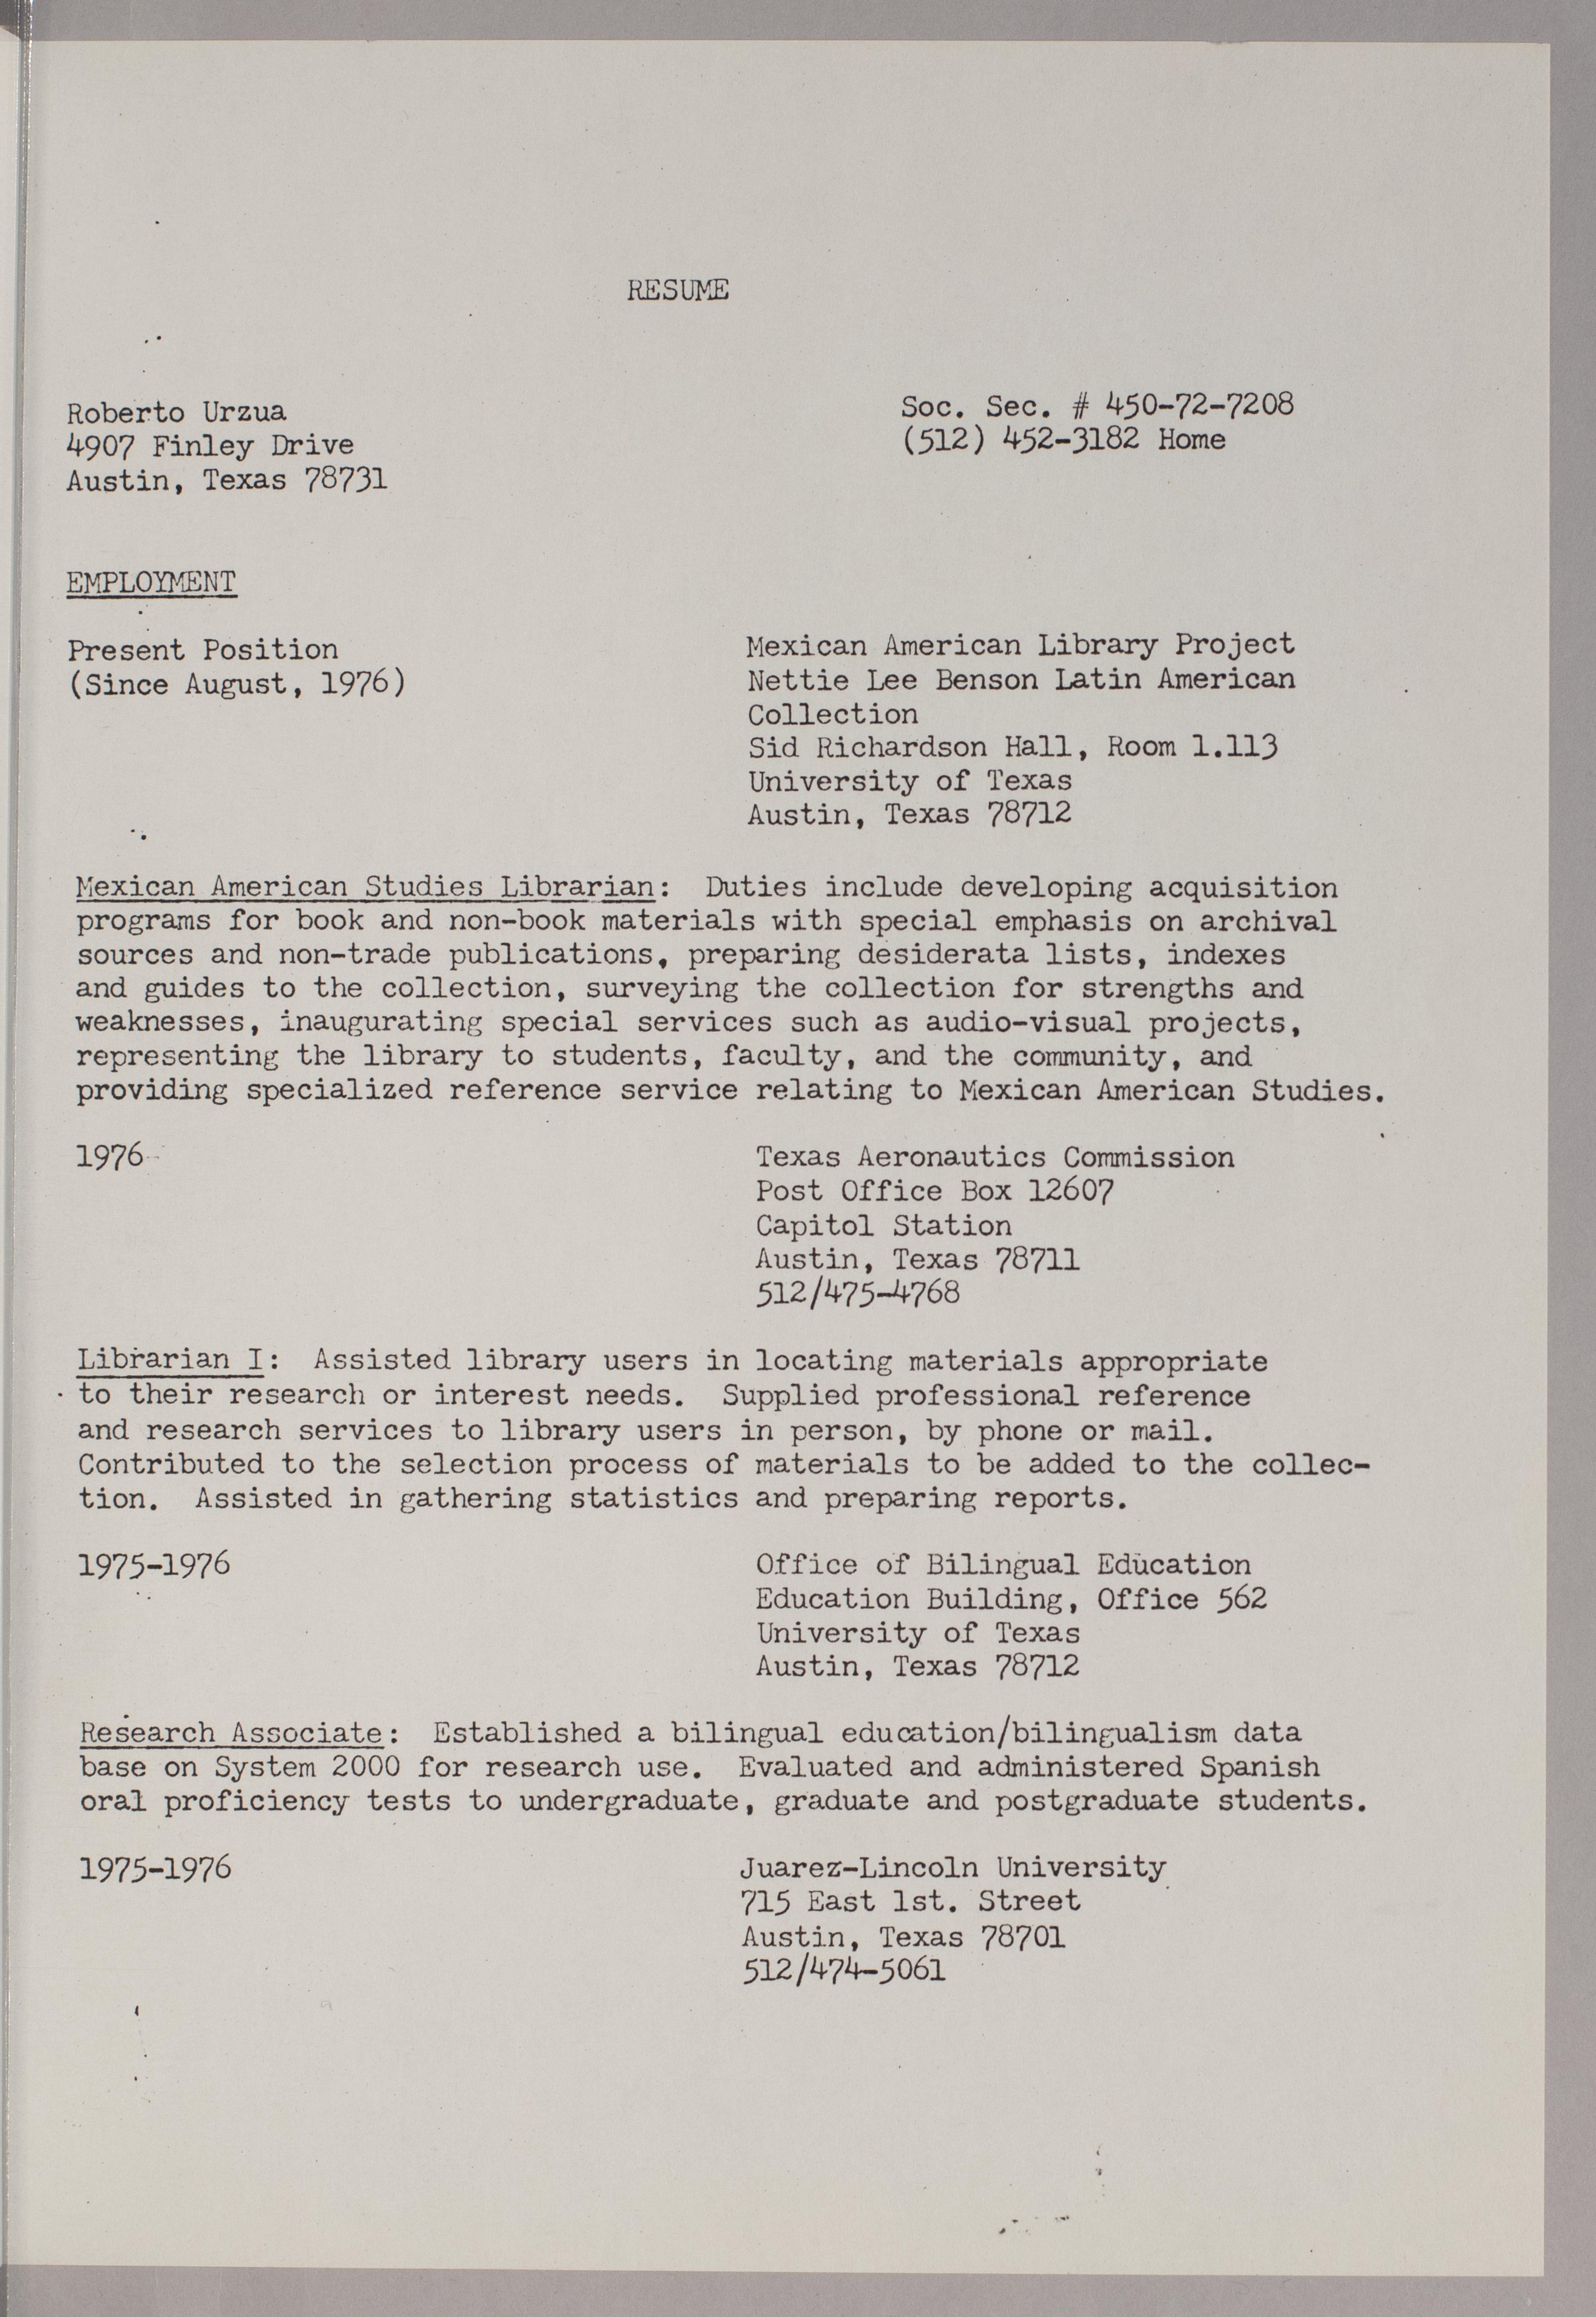 RESUME
Roberto Urzua
4907 Finley Drive
Austin, Texas 78731
Soc. Sec. # 450-72-7208
(512) 452-3182 Home
EMPLOYMENT
Present Position
(Since August, 1976)
Mexican American Library Project
Nettie Lee Benson Latin American
Collection
Sid Richardson Hall, Room 1.113
University of Texas
Austin, Texas 78712
Mexican American Studies Librarian: Duties include developing acquisition
programs for book and non-book materials with special emphasis on archival
sources and non-trade publications, preparing desiderata lists, indexes
and guides to the collection, surveying the collection for strengths and
weaknesses, inaugurating special services such as audio-visual projects,
representing the library to students, faculty, and the community, and
providing specialized reference service relating to Mexican American Studies.
1976
Texas Aeronautics Commission
Post Office Box 12607
Capitol Station
Austin, Texas 78711
512/475-4768
Librarian I: Assisted library users in locating materials appropriate
to their research or interest needs. Supplied professional reference
and research services to library users in person, by phone or mail.
Contributed to the selection process of materials to be added to the collec-
tion. Assisted in gathering statistics and preparing reports.
1975-1976
Office of Bilingual Education
Education Building, Office 562
University of Texas
Austin, Texas 78712
Research Associate: Established a bilingual education/bilingualism data
base on System 2000 for research use. Evaluated and administered Spanish
oral proficiency tests to undergraduate, graduate and postgraduate students.
1975-1976
Juarez-Lincoln University
715 East 1st. Street
Austin, Texas 78701
512/474-5061